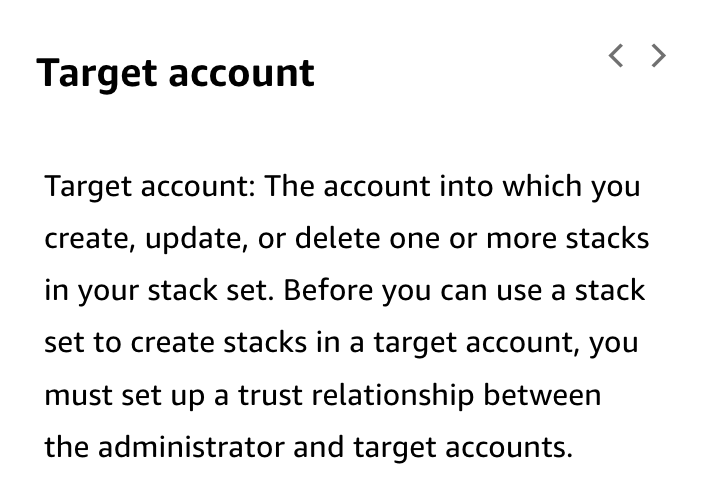 Target account
Target account: The account into which you
create, update, or delete one or more stacks
in your stack set. Before you can use a stack
set to create stacks in a target account, you
must set up a trust relationship between
the administrator and target accounts.